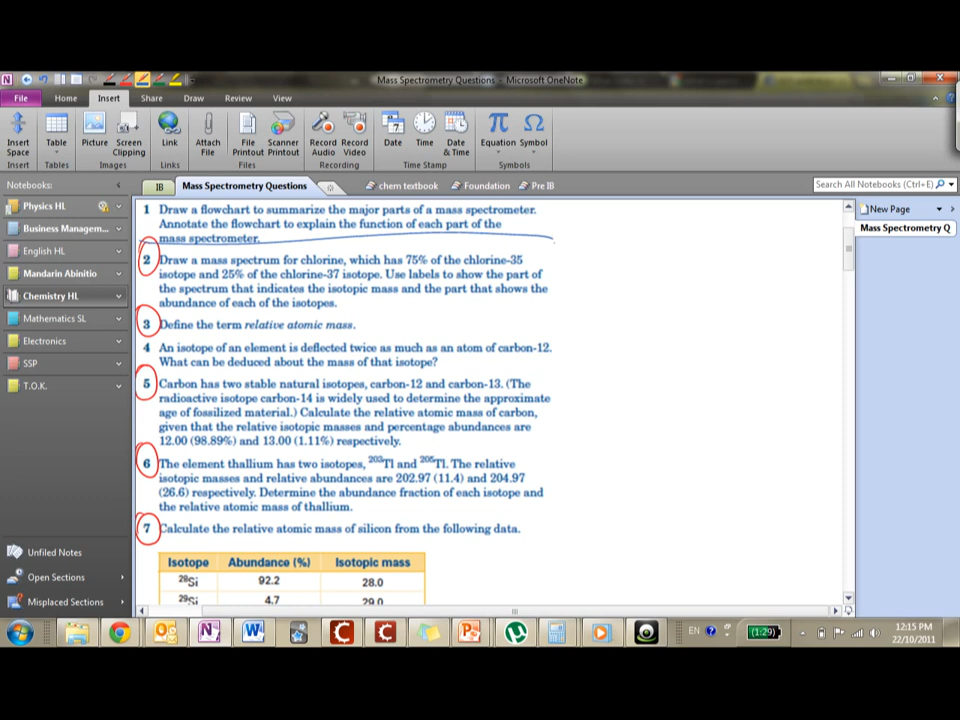 Mass Spectrometry Questions - Microsoft OneNote
File Home Insert Share Draw Review View
Insert Space
Table
Picture
Screen Clipping
Link
Attach File
File Printout
Scanner Printout
Record Audio
Record Video
Date
Time
Date & Time
Equation
Symbol
Insert Tables Images Links Files Recording Time Stamp Symbols
Notebooks:
IB Mass Spectrometry Questions chem textbook Foundation Pre IB
Search All Notebooks (Ctrl+E)
Physics HL
Business Managem...
English HL
Mandarin Abinitio
Chemistry HL
Mathematics SL
Electronics
SSP
T.O.K.
Unfiled Notes
Open Sections
Misplaced Sections
1 Draw a flowchart to summarize the major parts of a mass spectrometer.
Annotate the flowchart to explain the function of each part of the
mass spectrometer.
2 Draw a mass spectrum for chlorine, which has 75% of the chlorine-35
isotope and 25% of the chlorine-37 isotope. Use labels to show the part of
the spectrum that indicates the isotopic mass and the part that shows the
abundance of each of the isotopes.
3 Define the term relative atomic mass.
4 An isotope of an element is deflected twice as much as an atom of carbon-12.
What can be deduced about the mass of that isotope?
5 Carbon has two stable natural isotopes, carbon-12 and carbon-13. (The
radioactive isotope carbon-14 is widely used to determine the approximate
age of fossilized material.) Calculate the relative atomic mass of carbon,
given that the relative isotopic masses and percentage abundances are
12.00 (98.89%) and 13.00 (1.11%) respectively.
6 The element thallium has two isotopes, ²⁰³Tl and ²⁰⁵Tl. The relative
isotopic masses and relative abundances are 202.97 (11.4) and 204.97
(26.6) respectively. Determine the abundance fraction of each isotope and
the relative atomic mass of thallium.
7 Calculate the relative atomic mass of silicon from the following data.
Isotope Abundance (%) Isotopic mass
²⁸Si 92.2 28.0
²⁹Si 4.7 29.0
New Page
Mass Spectrometry Q
EN
(1:29)
12:15 PM
22/10/2011